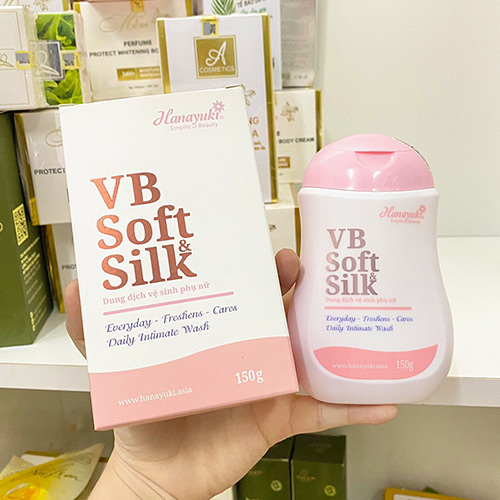 PERFUME
PROTECT WHITENING BO
A
COSMETICS
BODY CREAM
Hanayuki
Empire of Beauty
VB
Soft
&
Silk
Dung dịch vệ sinh phụ nữ
Everyday - Freshens - Cares
Daily Intimate Wash
150g
www.hanayuki.asia
Hanayuki
Empire of Beauty
VB
Soft
&
Silk
Dung dịch vệ sinh phụ nữ
Everyday - Freshens - Cares
Daily Intimate Wash
www.hanayuki.asia
150g